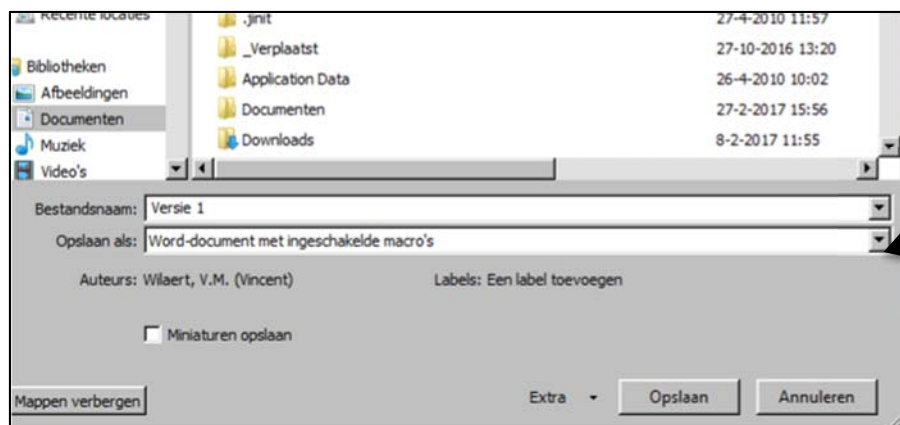 Recente locaties
Bibliotheken
Afbeeldingen
Documenten
Muziek
Video's
.jinit 27-4-2010 11:57
_Verplaatst 27-10-2016 13:20
Application Data 26-4-2010 10:02
Documenten 27-2-2017 15:56
Downloads 8-2-2017 11:55
Bestandsnaam: Versie 1
Opslaan als: Word-document met ingeschakelde macro's
Auteurs: Wilaert, V.M. (Vincent) Labels: Een label toevoegen
Miniaturen opslaan
Mappen verbergen Extra Opslaan Annuleren